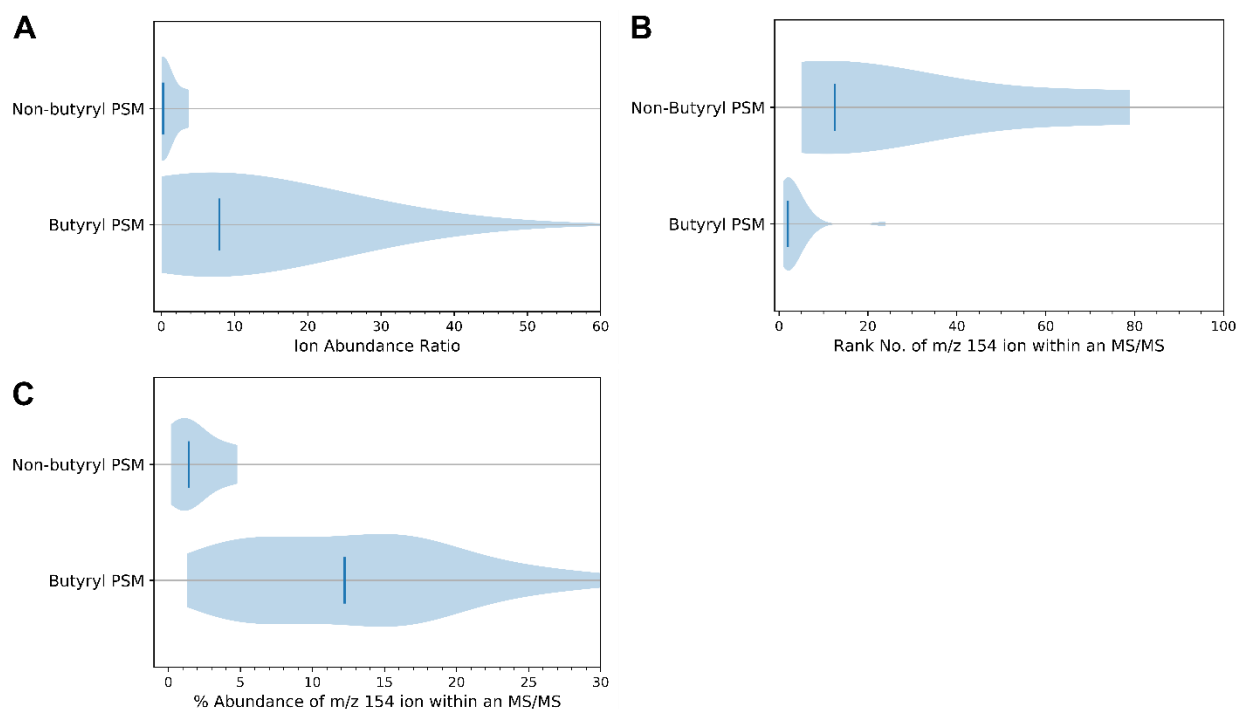 A
Non-butyryl PSM
Butyryl PSM
0 10 20 30 40 50 60
Ion Abundance Ratio
B
Non-Butyryl PSM
Butyryl PSM
0 20 40 60 80 100
Rank No. of m/z 154 ion within an MS/MS
C
Non-butyryl PSM
Butyryl PSM
0 5 10 15 20 25 30
% Abundance of m/z 154 ion within an MS/MS